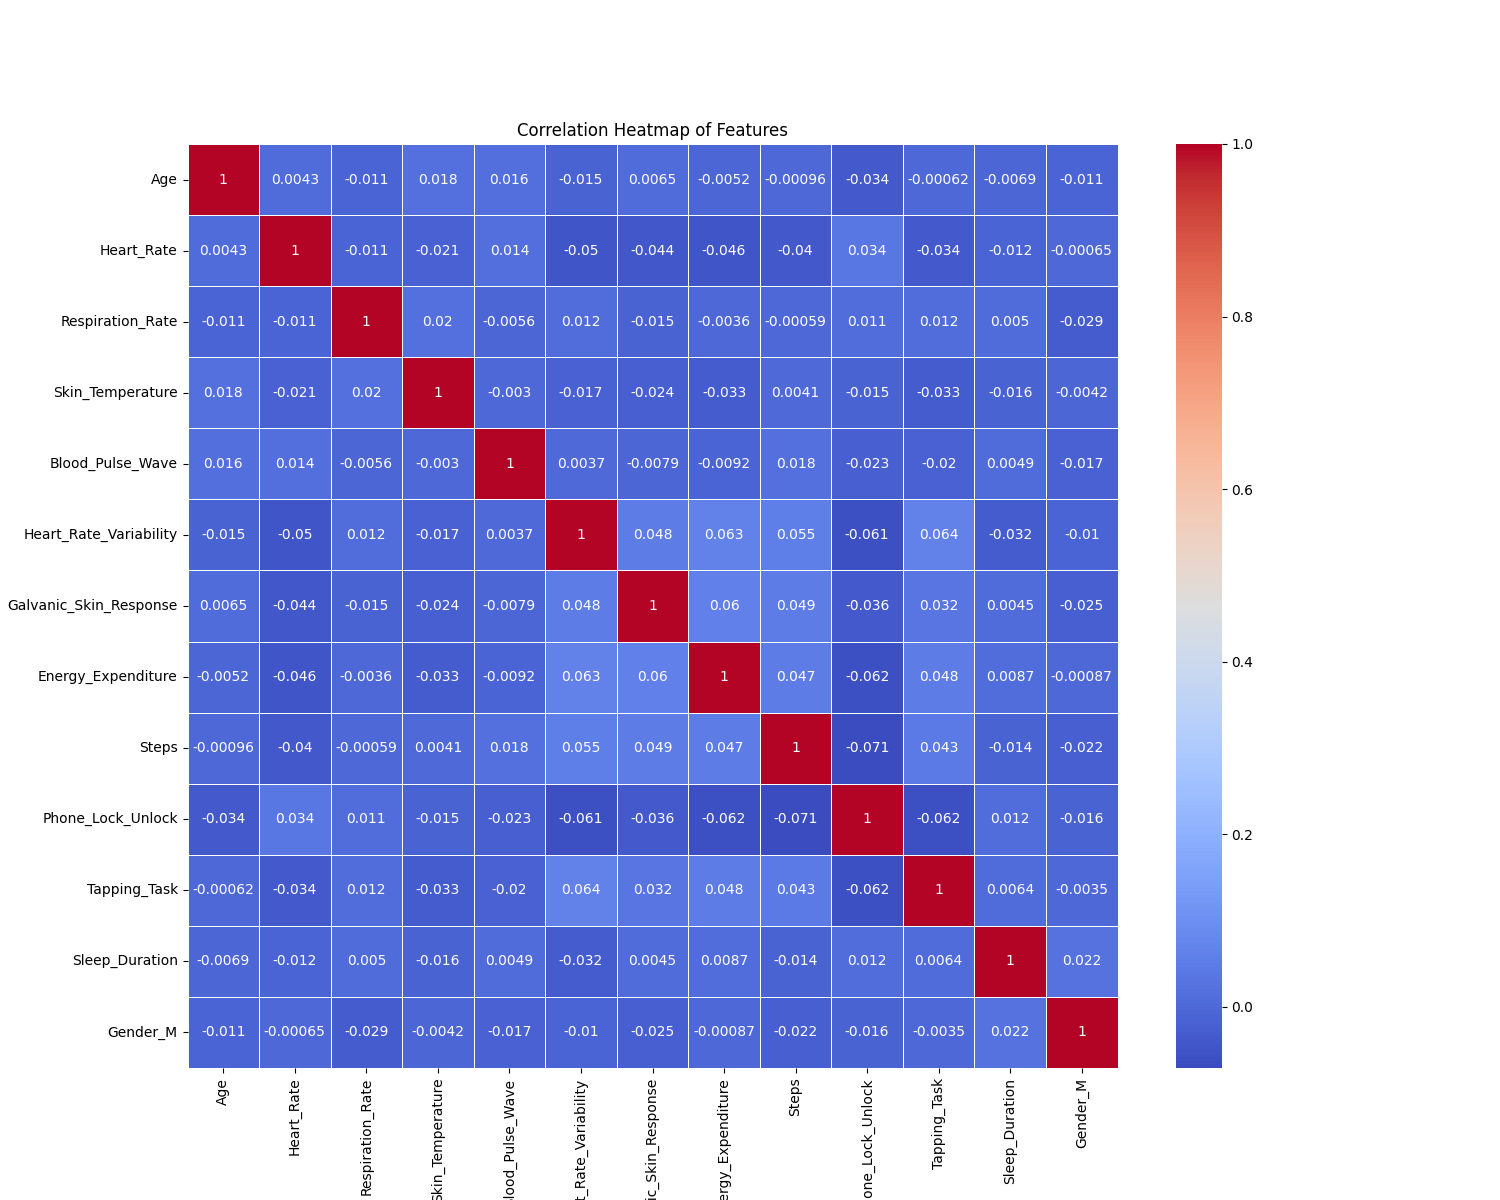 Correlation Heatmap of Features
Age 1 0.0043 -0.011 0.018 0.016 -0.015 0.0065 -0.0052 -0.00096 -0.034 -0.00062 -0.0069 -0.011
Heart_Rate 0.0043 1 -0.011 -0.021 0.014 -0.05 -0.044 -0.046 -0.04 0.034 -0.034 -0.012 -0.00065
Respiration_Rate -0.011 -0.011 1 0.02 -0.0056 0.012 -0.015 -0.0036 -0.00059 0.011 0.012 0.005 -0.029
Skin_Temperature 0.018 -0.021 0.02 1 -0.003 -0.017 -0.024 -0.033 0.0041 -0.015 -0.033 -0.016 -0.0042
Blood_Pulse_Wave 0.016 0.014 -0.0056 -0.003 1 0.0037 -0.0079 -0.0092 0.018 -0.023 -0.02 0.0049 -0.017
Heart_Rate_Variability -0.015 -0.05 0.012 -0.017 0.0037 1 0.048 0.063 0.055 -0.061 0.064 -0.032 -0.01
Galvanic_Skin_Response 0.0065 -0.044 -0.015 -0.024 -0.0079 0.048 1 0.06 0.049 -0.036 0.032 0.0045 -0.025
Energy_Expenditure -0.0052 -0.046 -0.0036 -0.033 -0.0092 0.063 0.06 1 0.047 -0.062 0.048 0.0087 -0.00087
Steps -0.00096 -0.04 -0.00059 0.0041 0.018 0.055 0.049 0.047 1 -0.071 0.043 -0.014 -0.022
Phone_Lock_Unlock -0.034 0.034 0.011 -0.015 -0.023 -0.061 -0.036 -0.062 -0.071 1 -0.062 0.012 -0.016
Tapping_Task -0.00062 -0.034 0.012 -0.033 -0.02 0.064 0.032 0.048 0.043 -0.062 1 0.0064 -0.0035
Sleep_Duration -0.0069 -0.012 0.005 -0.016 0.0049 -0.032 0.0045 0.0087 -0.014 0.012 0.0064 1 0.022
Gender_M -0.011 -0.00065 -0.029 -0.0042 -0.017 -0.01 -0.025 -0.00087 -0.022 -0.016 -0.0035 0.022 1
Age
Heart_Rate
Respiration_Rate
Skin_Temperature
lood_Pulse_Wave
t_Rate_Variability
ic_Skin_Response
ergy_Expenditure
Steps
one_Lock_Unlock
Tapping_Task
Sleep_Duration
Gender_M
1.0
0.8
0.6
0.4
0.2
0.0